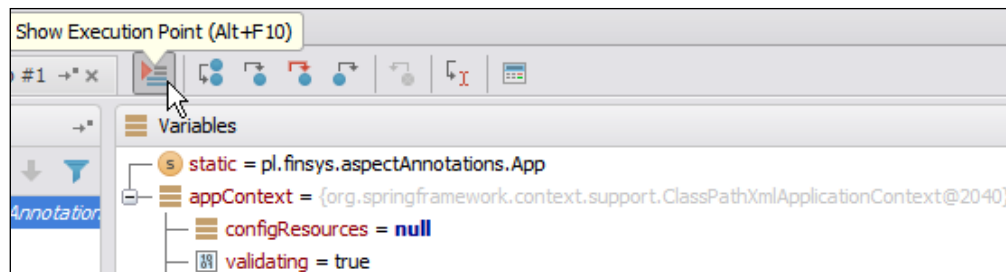 Show Execution Point (Alt+F10)
#1
Variables
static = pl.finsys.aspectAnnotations.App
appContext = {org.springframework.context.support.ClassPathXmlApplicationContext@2040}
Annotation
configResources = null
validating = true